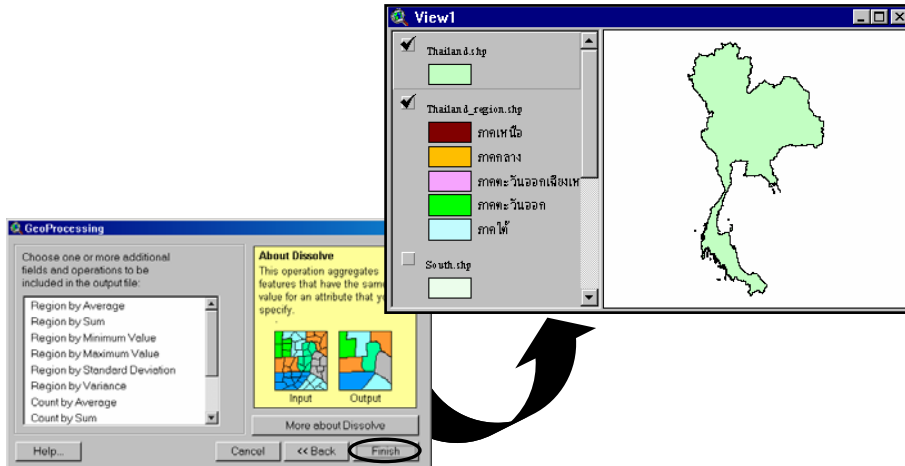 View1
Thailand.shp
Thailand_region.shp
ภาคเหนือ
ภาคกลาง
ภาคตะวันออกเฉียงเห
ภาคตะวันออก
ภาคใต้
South.shp
GeoProcessing
Choose one or more additional
fields and operations to be
included in the output file:
Region by Average
Region by Sum
Region by Minimum Value
Region by Maximum Value
Region by Standard Deviation
Region by Variance
Count by Average
Count by Sum
About Dissolve
This operation aggregates
features that have the same
value for an attribute that
specify.
Input
Output
More about Dissolve
Help...
Cancel
<< Back
Finish